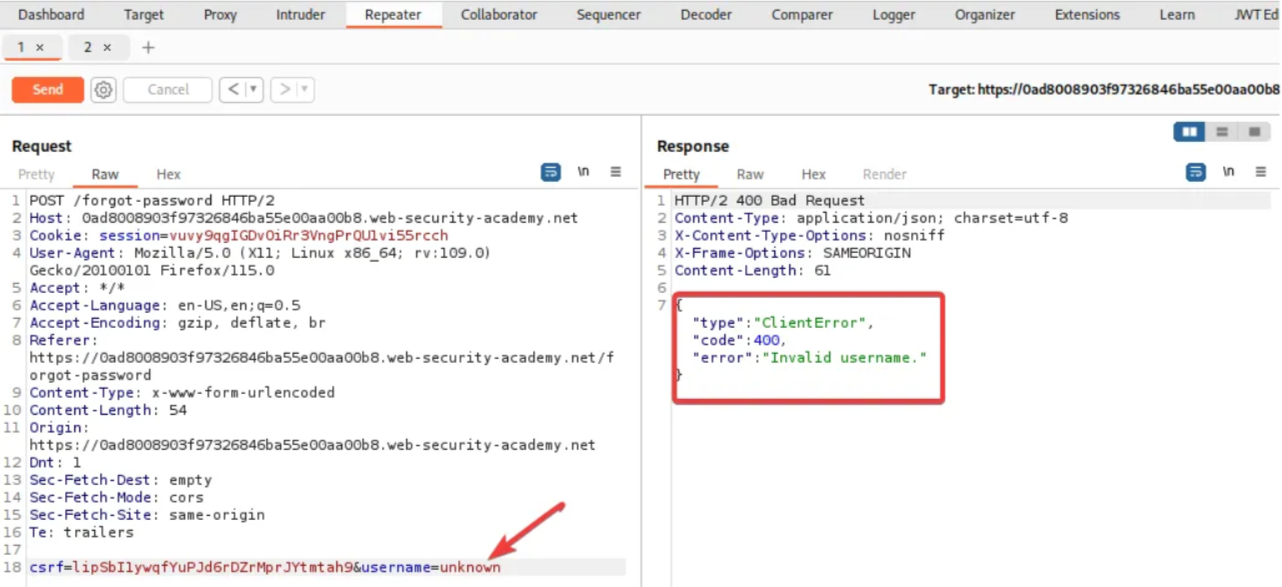 Dashboard Target Proxy Intruder Repeater Collaborator Sequencer Decoder Comparer Logger Organizer Extensions Learn JWT Ed
1 × 2 × +
Send Cancel < > Target: https://0ad8008903f97326846ba55e00aa00b8
Request
Pretty Raw Hex \n
1 POST /forgot-password HTTP/2
2 Host: 0ad8008903f97326846ba55e00aa00b8.web-security-academy.net
3 Cookie: session=vuvy9qgIGDvOiRr3VngPrQUlvi55rcch
4 User-Agent: Mozilla/5.0 (X11; Linux x86_64; rv:109.0)
Gecko/20100101 Firefox/115.0
5 Accept: */*
6 Accept-Language: en-US,en;q=0.5
7 Accept-Encoding: gzip, deflate, br
8 Referer:
https://0ad8008903f97326846ba55e00aa00b8.web-security-academy.net/f
orgot-password
9 Content-Type: x-www-form-urlencoded
10 Content-Length: 54
11 Origin:
https://0ad8008903f97326846ba55e00aa00b8.web-security-academy.net
12 Dnt: 1
13 Sec-Fetch-Dest: empty
14 Sec-Fetch-Mode: cors
15 Sec-Fetch-Site: same-origin
16 Te: trailers
17
18 csrf=lipSbI1ywqfYuPJd6rDZrMprJYtmtah9&username=unknown
Response
Pretty Raw Hex Render \n
1 HTTP/2 400 Bad Request
2 Content-Type: application/json; charset=utf-8
3 X-Content-Type-Options: nosniff
4 X-Frame-Options: SAMEORIGIN
5 Content-Length: 61
6
7 {
"type":"ClientError",
"code":400,
"error":"Invalid username."
}